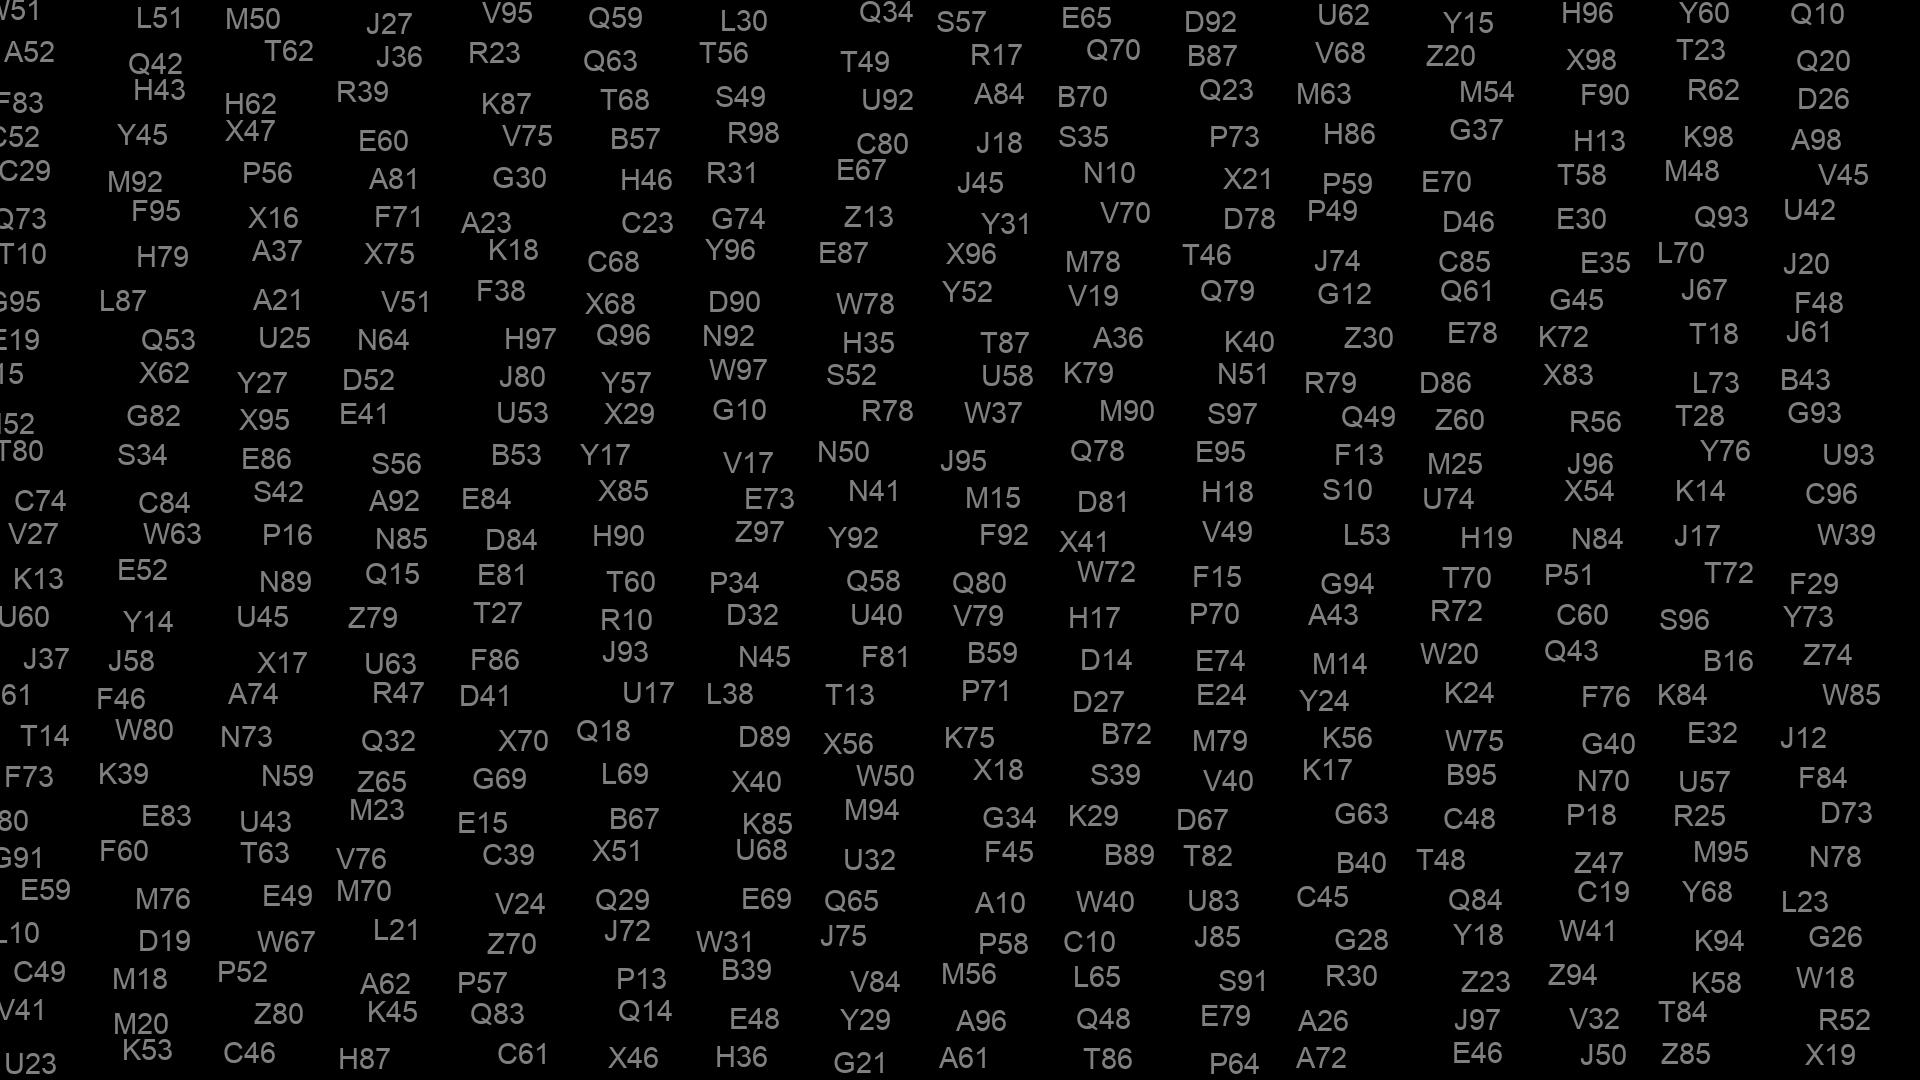 W51 L51 M50 J27 V95 Q59 L30 Q34 S57 E65 D92 U62 Y15 H96 Y60 Q10
A52 Q42 T62 J36 R23 Q63 T56 T49 R17 Q70 B87 V68 Z20 X98 T23 Q20
F83 H43 H62 R39 K87 T68 S49 U92 A84 B70 Q23 M63 M54 F90 R62 D26
C52 Y45 X47 E60 V75 B57 R98 C80 J18 S35 P73 H86 G37 H13 K98 A98
C29 M92 P56 A81 G30 H46 R31 E67 J45 N10 X21 P59 E70 T58 M48 V45
Q73 F95 X16 F71 A23 C23 G74 Z13 Y31 V70 D78 P49 D46 E30 Q93 U42
T10 H79 A37 X75 K18 C68 Y96 E87 X96 M78 T46 J74 C85 E35 L70 J20
G95 L87 A21 V51 F38 X68 D90 W78 Y52 V19 Q79 G12 Q61 G45 J67 F48
E19 Q53 U25 N64 H97 Q96 N92 H35 T87 A36 K40 Z30 E78 K72 T18 J61
15 X62 Y27 D52 J80 Y57 W97 S52 U58 K79 N51 R79 D86 X83 L73 B43
52 G82 X95 E41 U53 X29 G10 R78 W37 M90 S97 Q49 Z60 R56 T28 G93
T80 S34 E86 S56 B53 Y17 V17 N50 J95 Q78 E95 F13 M25 J96 Y76 U93
C74 C84 S42 A92 E84 X85 E73 N41 M15 D81 H18 S10 U74 X54 K14 C96
V27 W63 P16 N85 D84 H90 Z97 Y92 F92 X41 V49 L53 H19 N84 J17 W39
K13 E52 N89 Q15 E81 T60 P34 Q58 Q80 W72 F15 G94 T70 P51 T72 F29
U60 Y14 U45 Z79 T27 R10 D32 U40 V79 H17 P70 A43 R72 C60 S96 Y73
J37 J58 X17 U63 F86 J93 N45 F81 B59 D14 E74 M14 W20 Q43 B16 Z74
61 F46 A74 R47 D41 U17 L38 T13 P71 D27 E24 Y24 K24 F76 K84 W85
T14 W80 N73 Q32 X70 Q18 D89 X56 K75 B72 M79 K56 W75 G40 E32 J12
F73 K39 N59 Z65 G69 L69 X40 W50 X18 S39 V40 K17 B95 N70 U57 F84
80 E83 U43 M23 E15 B67 K85 M94 G34 K29 D67 G63 C48 P18 R25 D73
G91 F60 T63 V76 C39 X51 U68 U32 F45 B89 T82 B40 T48 Z47 M95 N78
E59 M76 E49 M70 V24 Q29 E69 Q65 A10 W40 U83 C45 Q84 C19 Y68 L23
L10 D19 W67 L21 Z70 J72 W31 J75 P58 C10 J85 G28 Y18 W41 K94 G26
C49 M18 P52 A62 P57 P13 B39 V84 M56 L65 S91 R30 Z23 Z94 K58 W18
V41 M20 Z80 K45 Q83 Q14 E48 Y29 A96 Q48 E79 A26 J97 V32 T84 R52
U23 K53 C46 H87 C61 X46 H36 G21 A61 T86 P64 A72 E46 J50 Z85 X19